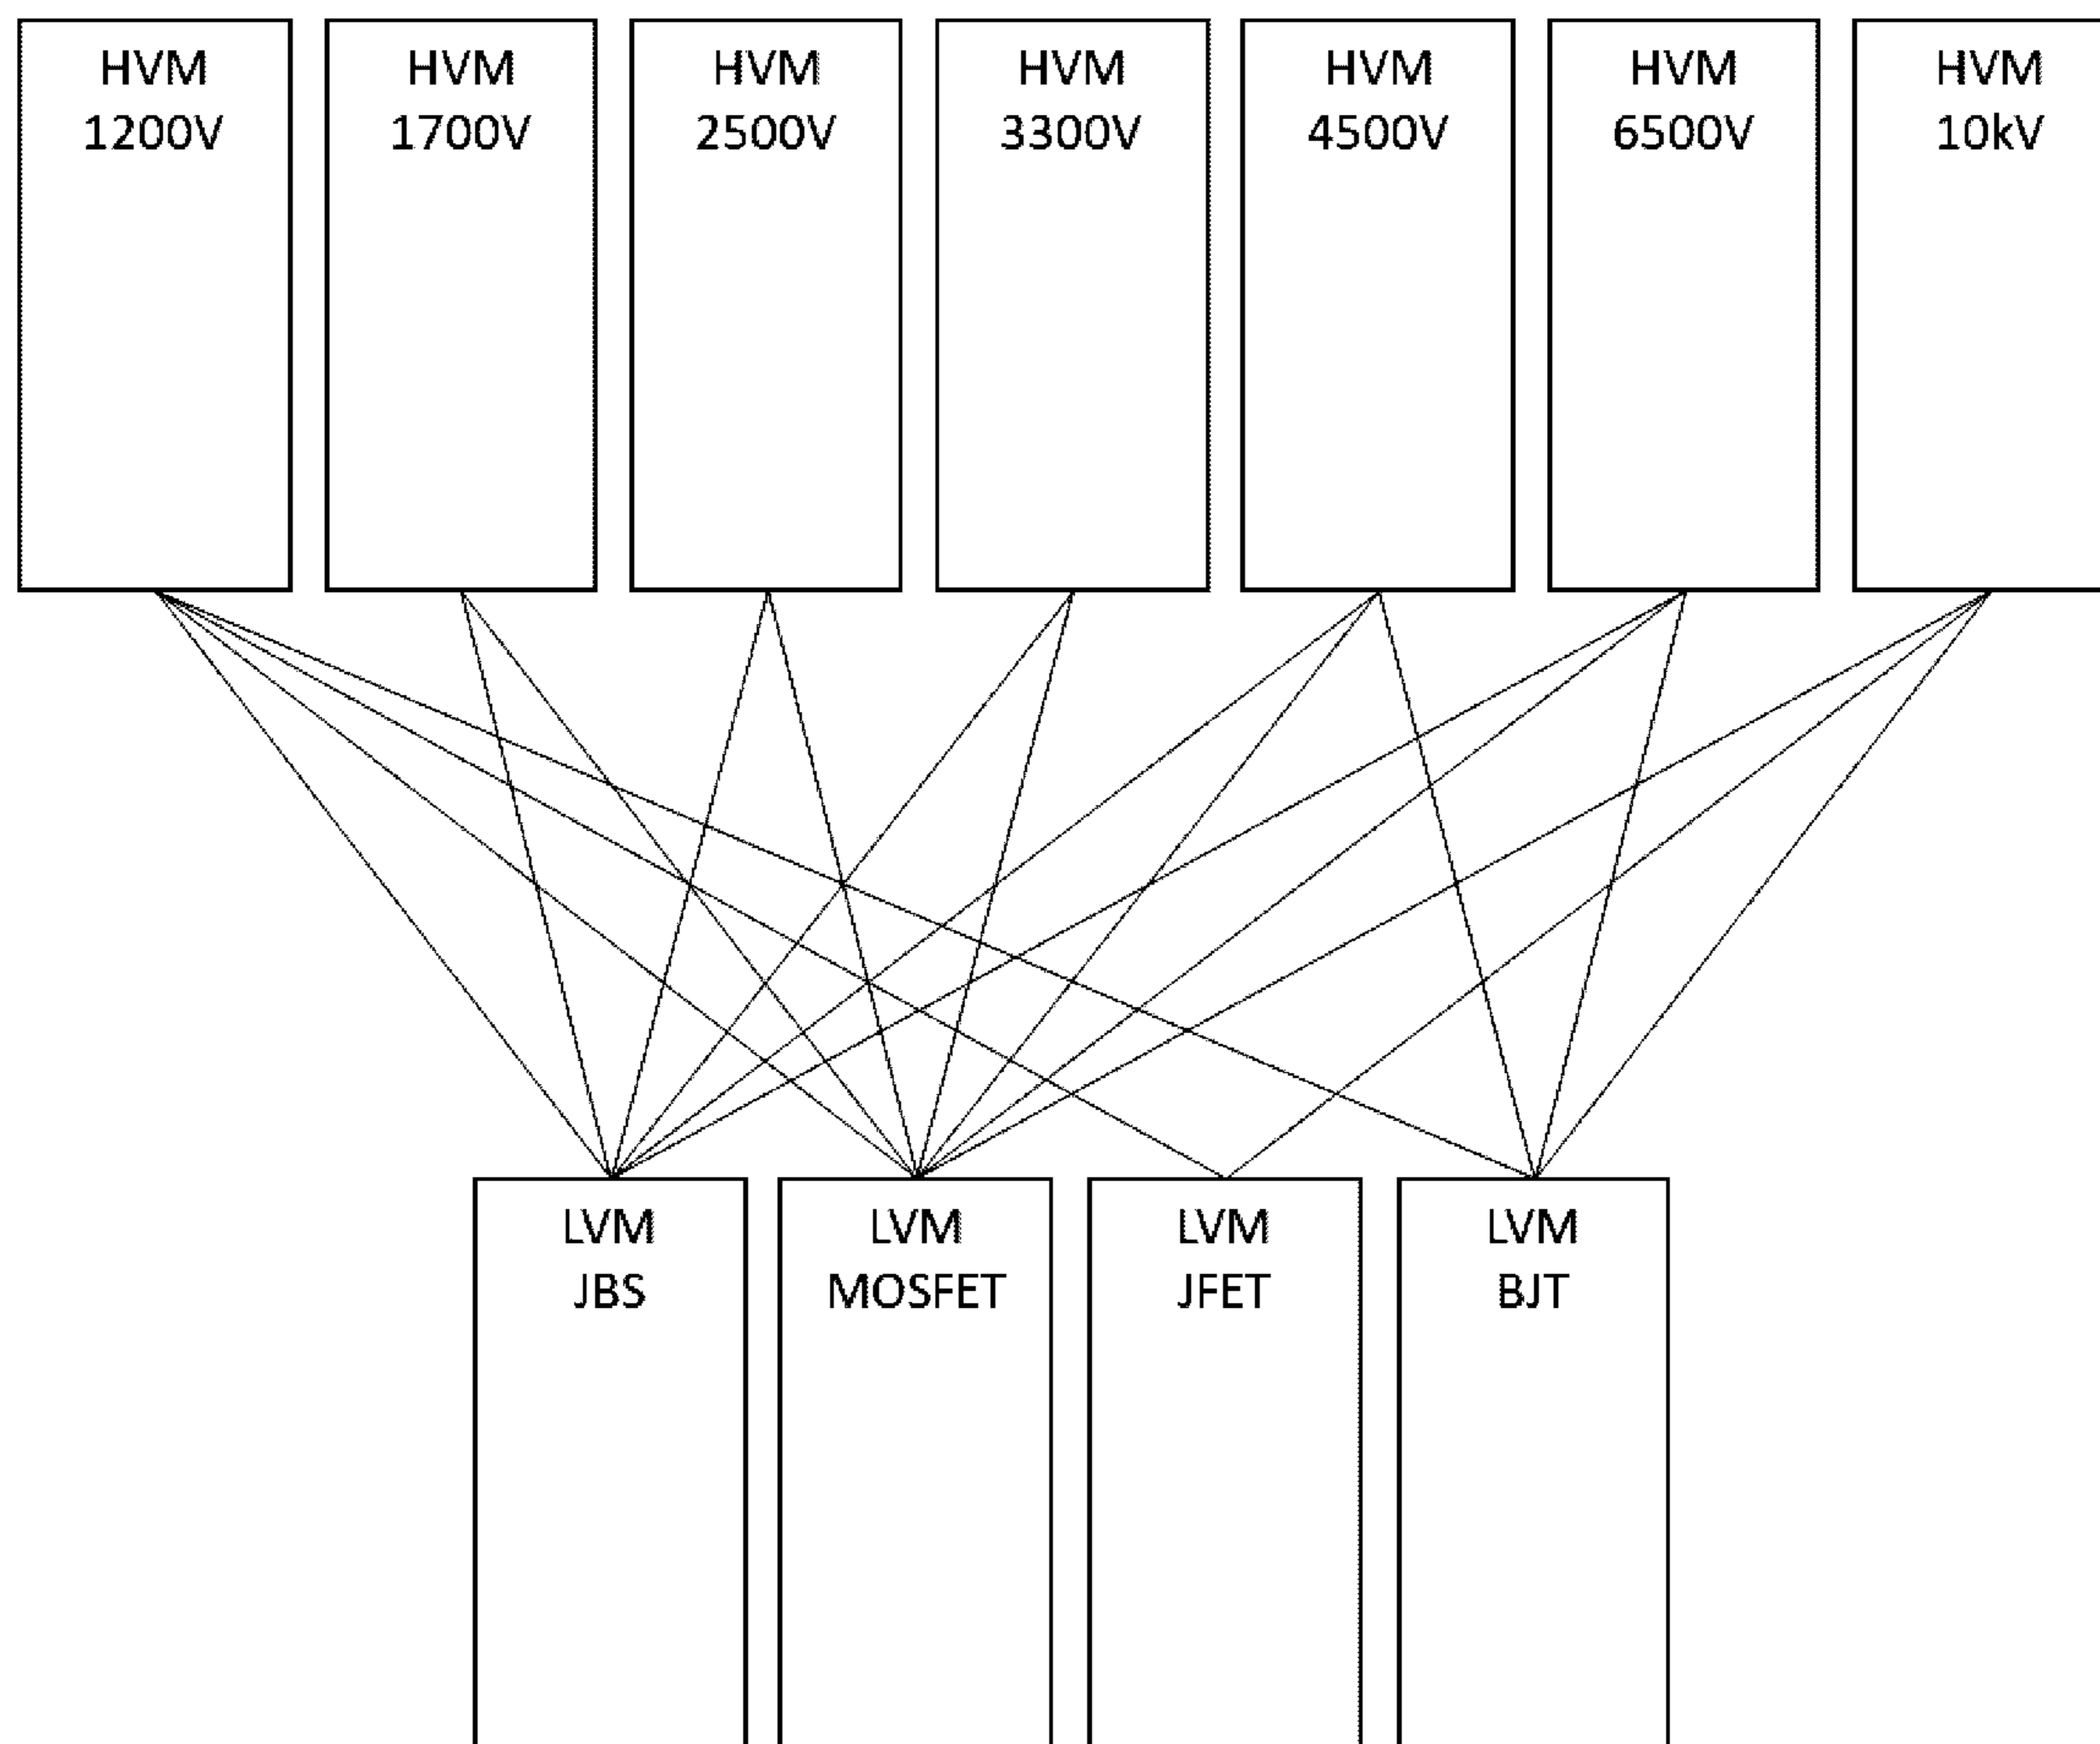 HVM
1200V
HVM
1700V
HVM
2500V
HVM
3300V
HVM
4500V
HVM
6500V
HVM
10kV
LVM
JBS
LVM
MOSFET
LVM
JFET
LVM
BJT